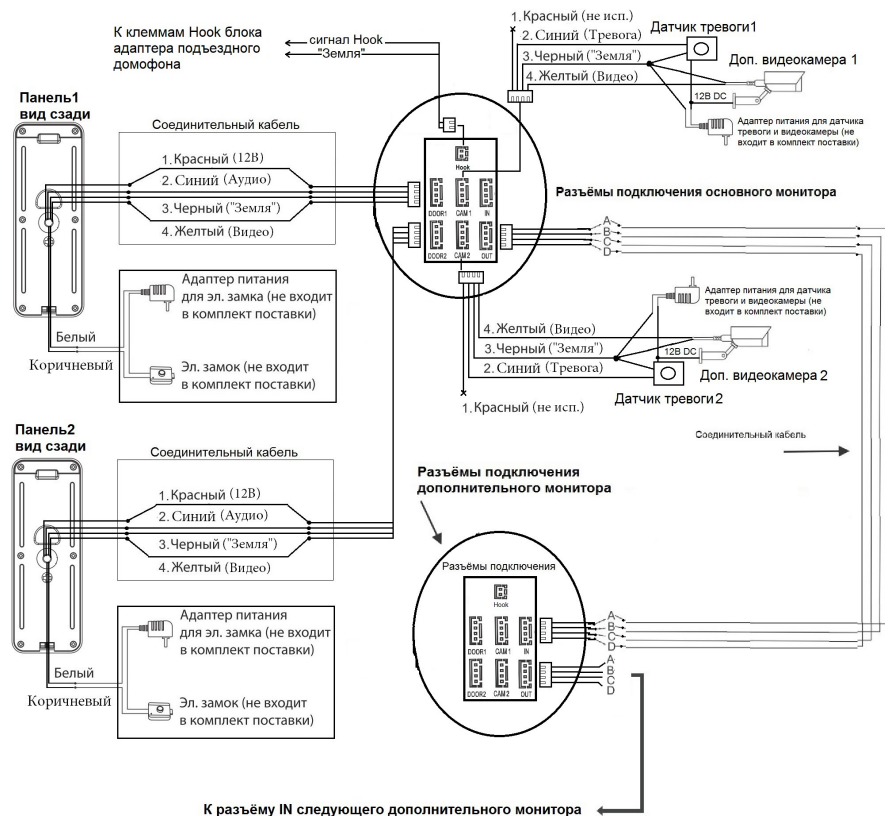 К клеммам Hook блока
адаптера подъездного
домофона
сигнал Hook
"Земля"
1. Красный (не исп.)
2. Синий (Тревога)
3. Черный ("Земля")
4. Желтый (Видео)
Датчик тревоги1
Доп. видеокамера 1
12В DC
Адаптер питания для датчика
тревоги и видеокамеры (не
входит в комплект поставки)
Панель1
вид сзади
Соединительный кабель
1. Красный (12В)
2. Синий (Аудио)
3. Черный ("Земля")
4. Желтый (Видео)
Hook
DOOR1 CAM 1 IN
DOOR2 CAM 2 OUT
Разъёмы подключения основного монитора
A
B
C
D
Адаптер питания
для эл. замка (не входит
в комплект поставки)
Белый
Коричневый
Эл. замок (не входит
в комплект поставки)
Адаптер питания для датчика
тревоги и видеокамеры (не
входит в комплект поставки)
4. Желтый (Видео)
3. Черный ("Земля")
2. Синий (Тревога)
1. Красный (не исп.)
12В DC
Доп. видеокамера 2
Датчик тревоги2
Панель2
вид сзади
Соединительный кабель
1. Красный (12В)
2. Синий (Аудио)
3. Черный ("Земля")
4. Желтый (Видео)
Соединительный кабель
Разъёмы подключения
дополнительного монитора
Разъёмы подключения
Hook
DOOR1 CAM 1 IN
DOOR2 CAM 2 OUT
A
B
C
D
A
B
C
D
Адаптер питания
для эл. замка (не входит
в комплект поставки)
Белый
Коричневый
Эл. замок (не входит
в комплект поставки)
К разъёму IN следующего дополнительного монитора